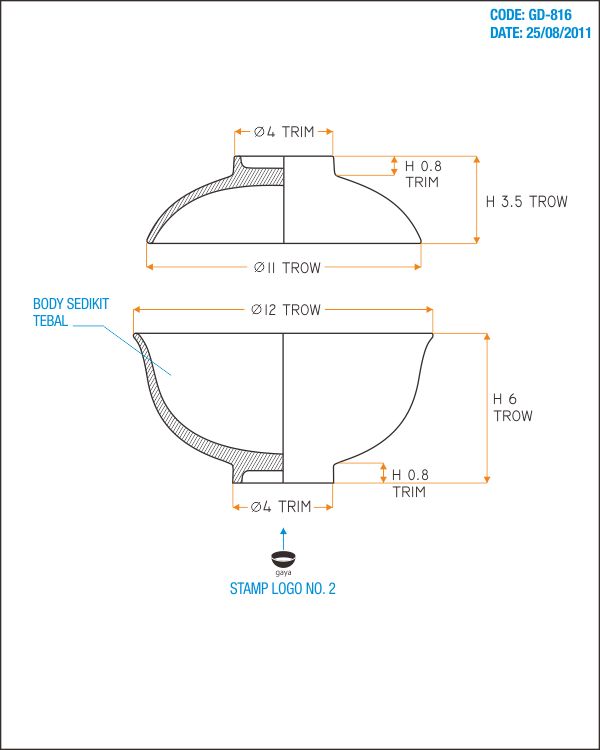 CODE: GD-816
DATE: 25/08/2011
Ø4 TRIM
H 0.8
TRIM
H 3.5 TROW
Ø11 TROW
BODY SEDIKIT
TEBAL
Ø12 TROW
H 6
TROW
H 0.8
TRIM
Ø4 TRIM
gaya
STAMP LOGO NO. 2